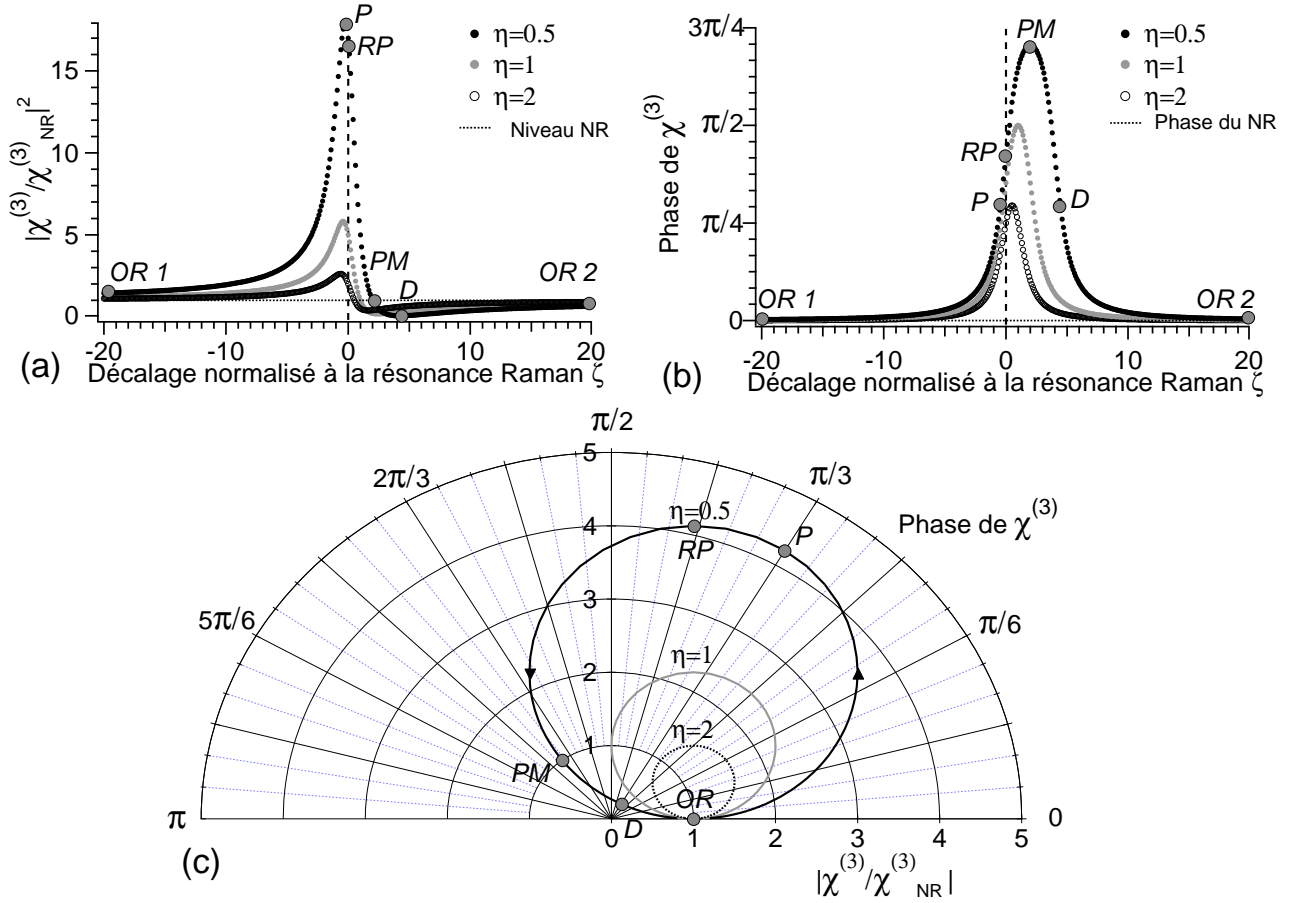 (a)
|χ(3)/χ(3)NR|2
15
10
5
0
-20
-10
0
10
20
P
RP
PM
D
OR 1
OR 2
η=0.5
η=1
η=2
Niveau NR
Décalage normalisé à la résonance Raman ζ
(b)
Phase de χ(3)
3π/4
π/2
π/4
0
-20
-10
0
10
20
PM
RP
P
D
OR 1
OR 2
η=0.5
η=1
η=2
Phase du NR
Décalage normalisé à la résonance Raman ζ
(c)
π/2
2π/3
π/3
5π/6
π/6
π
0
Phase de χ(3)
5
4
3
2
1
η=0.5
RP
P
η=1
η=2
PM
OR
D
0
1
2
3
4
5
|χ(3)/χ(3)NR|